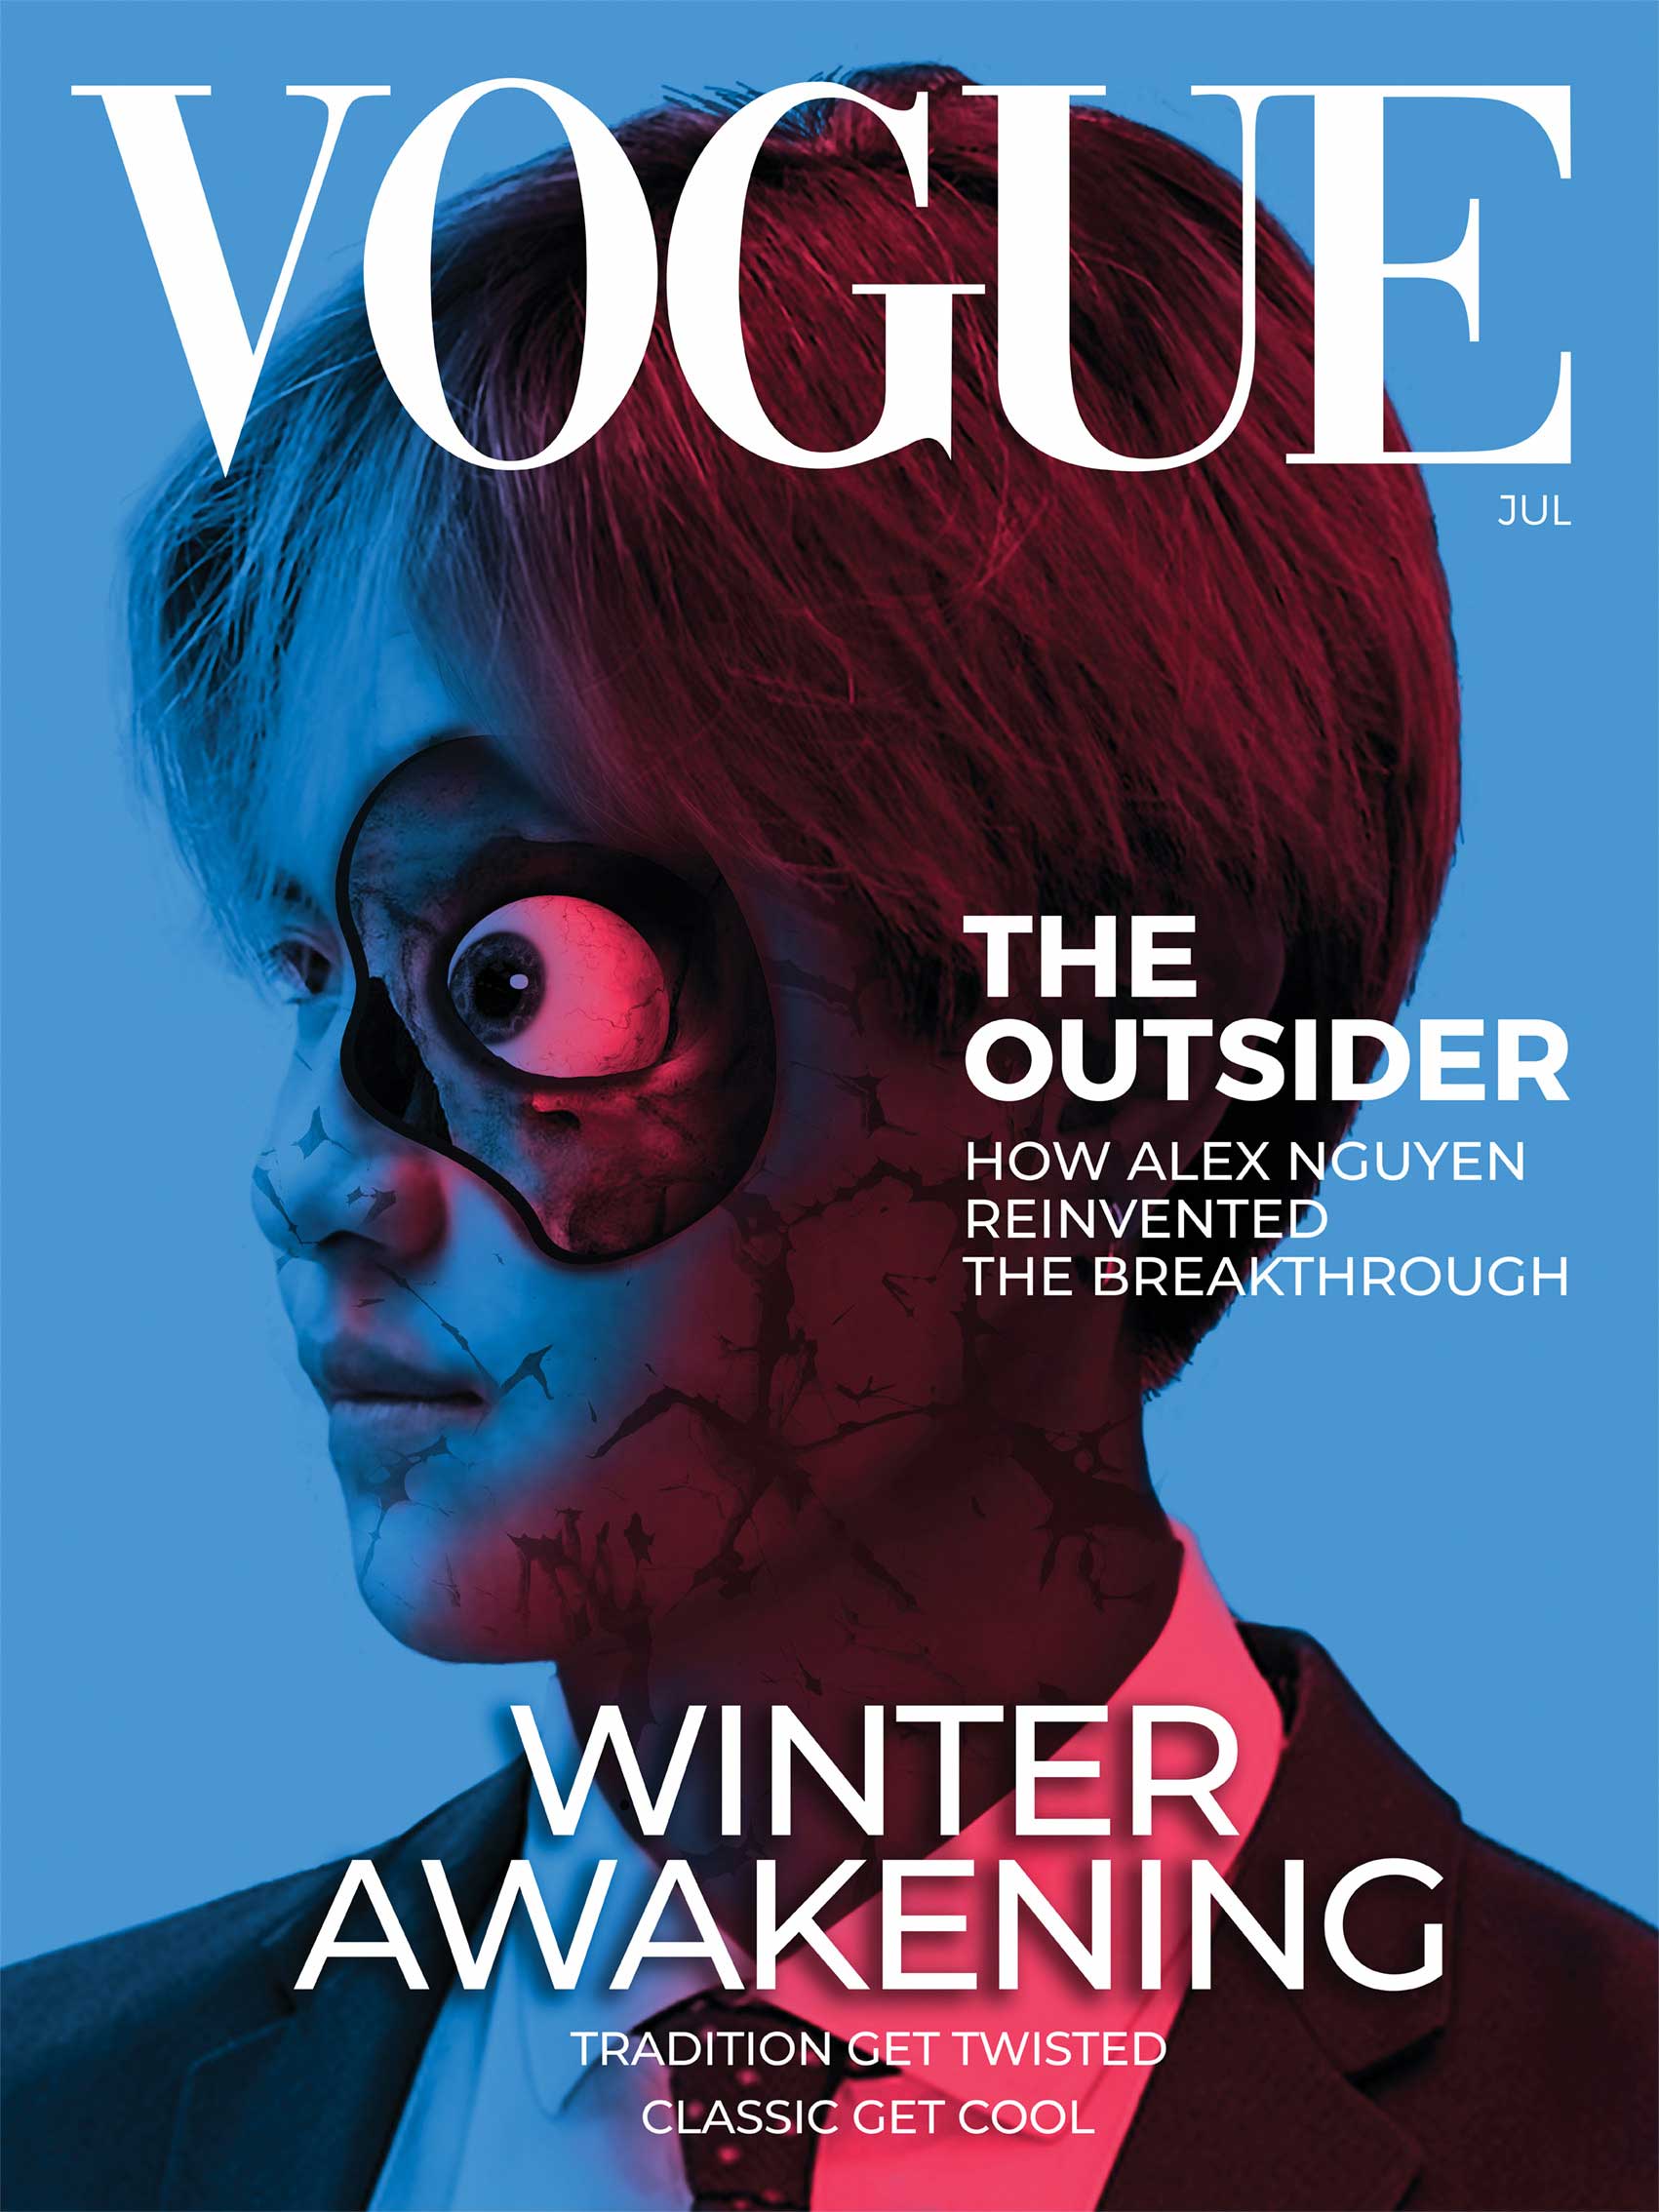 VOGUE
JUL
THE
OUTSIDER
HOW ALEX NGUYEN
REINVENTED
THE BREAKTHROUGH
WINTER
AWAKENING
TRADITION GET TWISTED
CLASSIC GET COOL